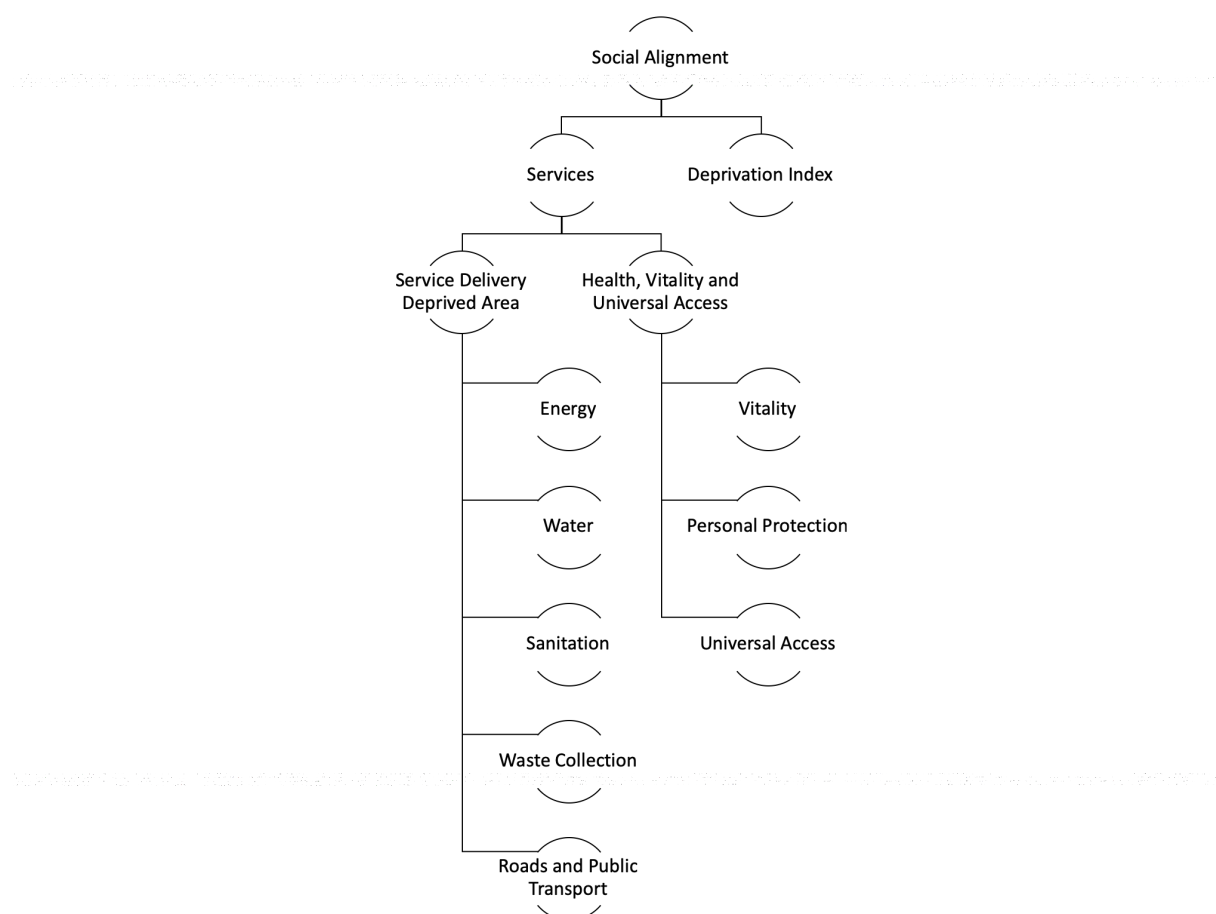 Social Alignment
Services
Deprivation Index
Service Delivery
Deprived Area
Health, Vitality and
Universal Access
Energy
Vitality
Water
Personal Protection
Sanitation
Universal Access
Waste Collection
Roads and Public
Transport